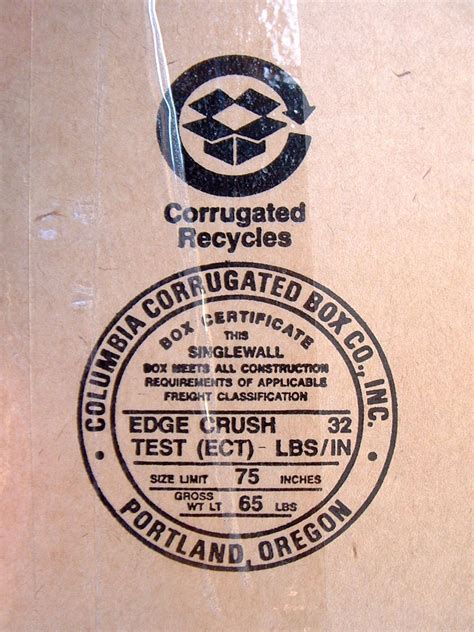 Corrugated
Recycles
COLUMBIA CORRUGATED BOX CO., INC.
BOX CERTIFICATE
THIS
SINGLEWALL
BOX MEETS ALL CONSTRUCTION
REQUIREMENTS OF APPLICABLE
FREIGHT CLASSIFICATION
EDGE CRUSH 32
TEST (ECT) - LBS/IN
SIZE LIMIT 75 INCHES
GROSS
WT LT 65 LBS
PORTLAND, OREGON